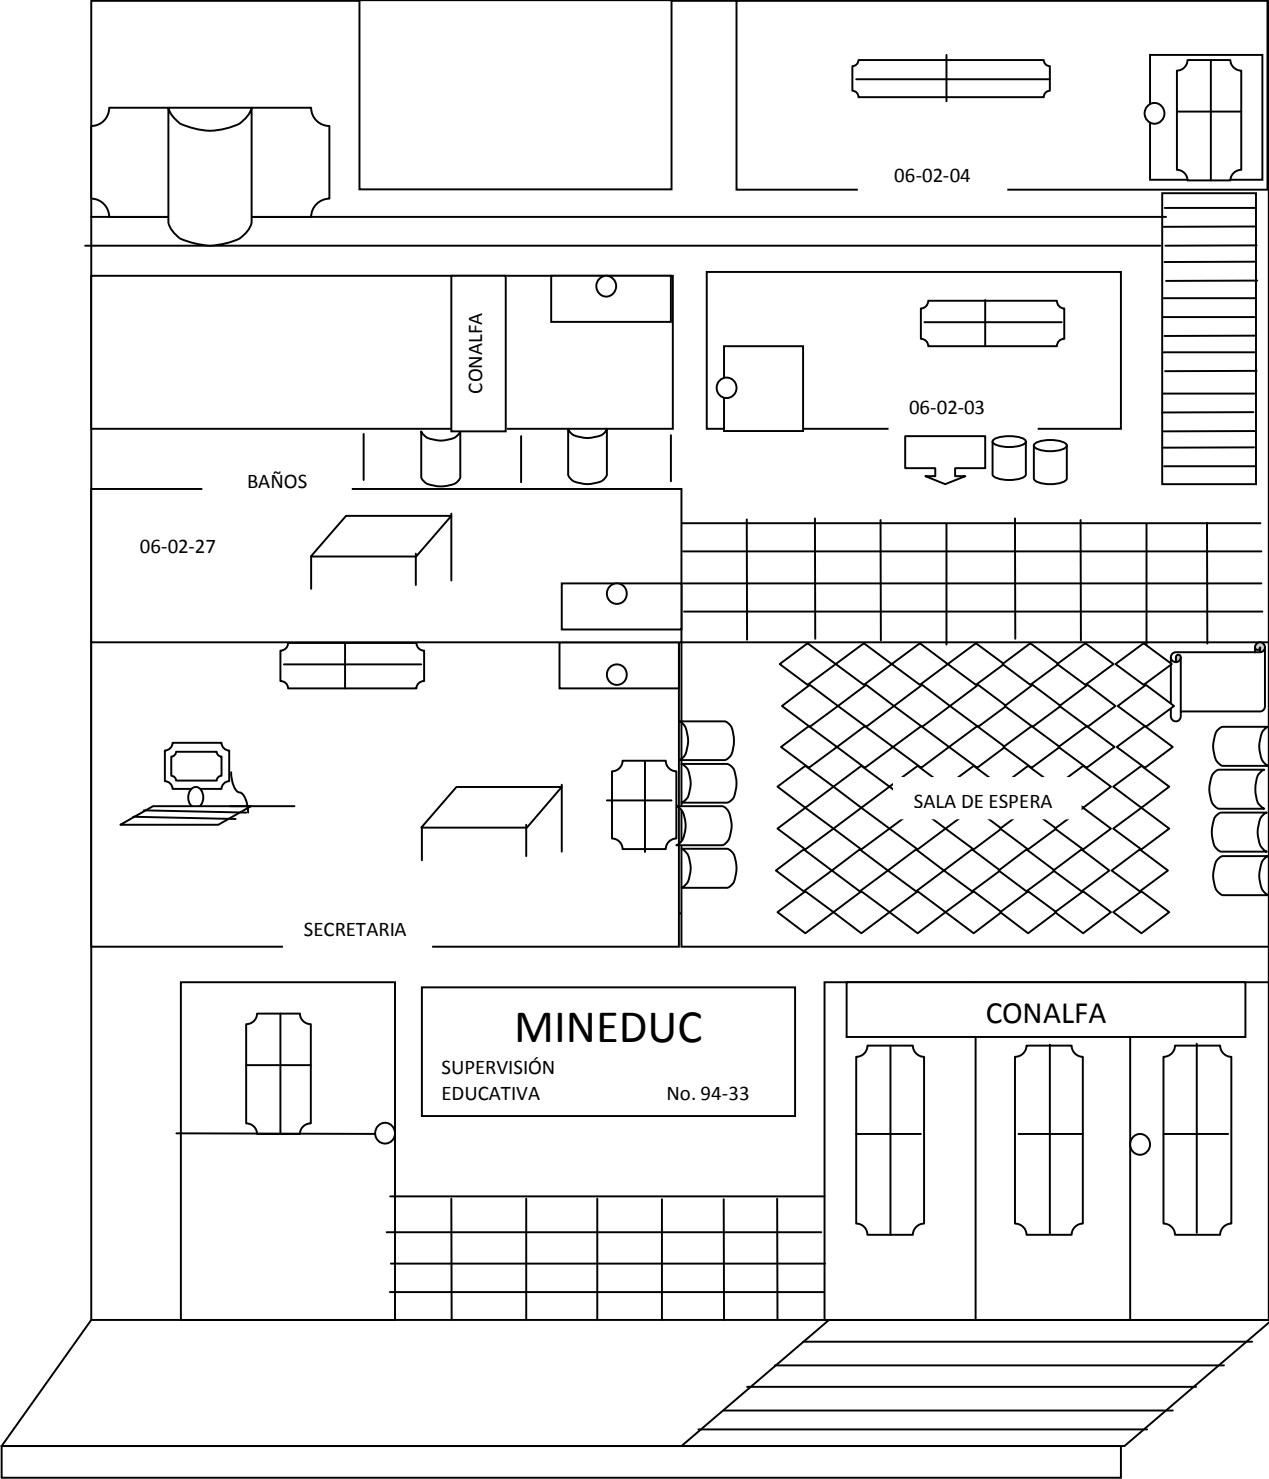 06-02-04
CONALFA
06-02-03
BAÑOS
06-02-27
SALA DE ESPERA
SECRETARIA
MINEDUC
SUPERVISIÓN
EDUCATIVA No. 94-33
CONALFA